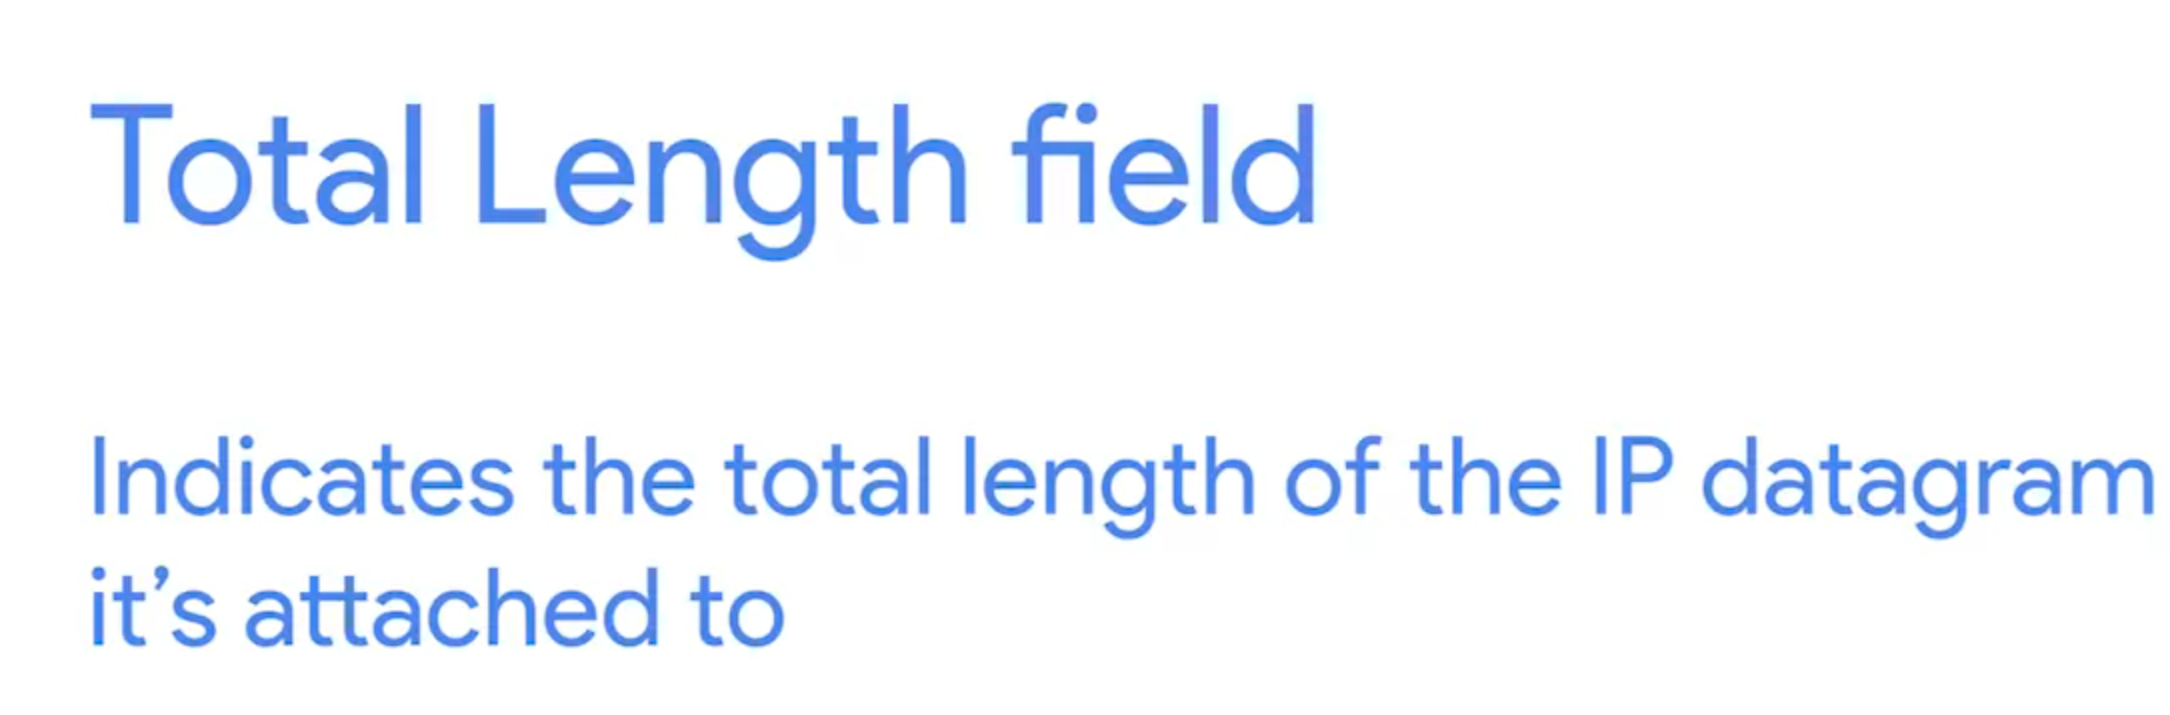 Total Length field
Indicates the total length of the IP datagram
it’s attached to